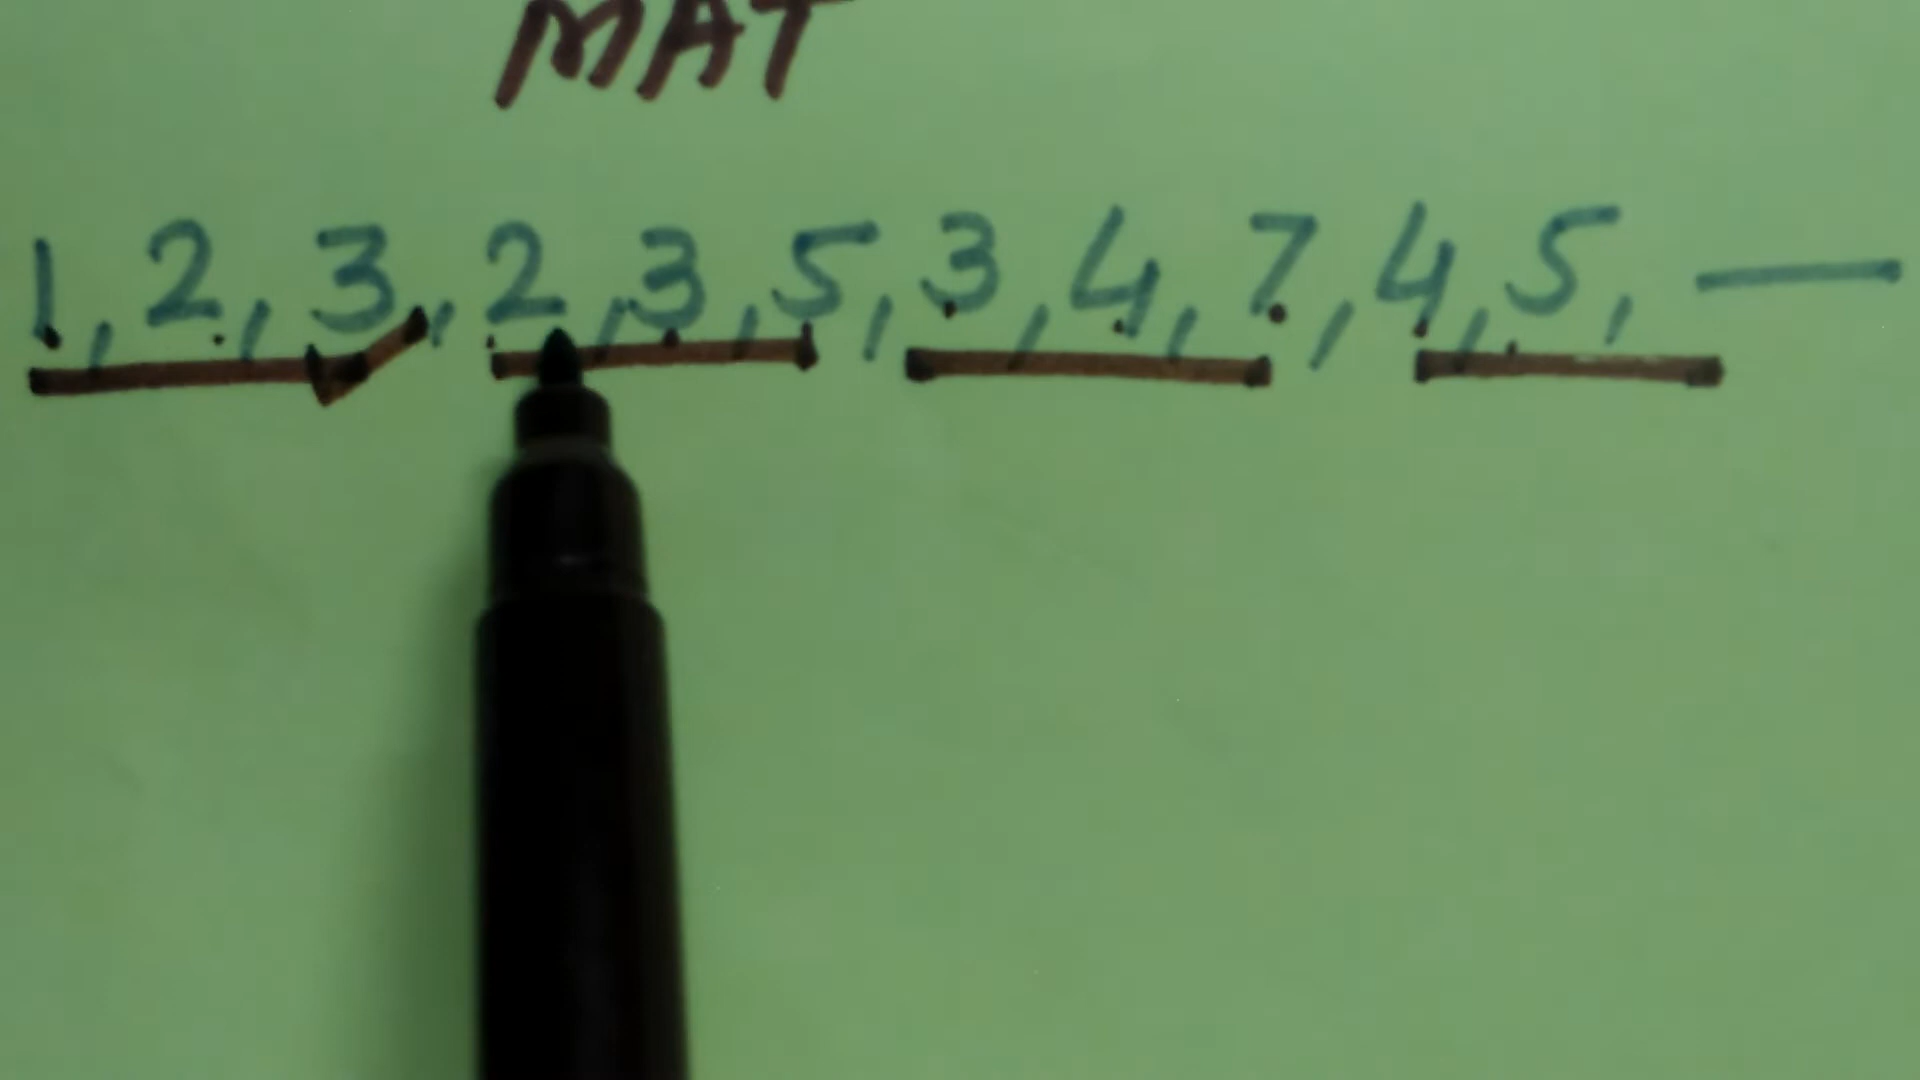 MAT
1, 2, 3, 2, 3, 5, 3, 4, 7, 4, 5, —